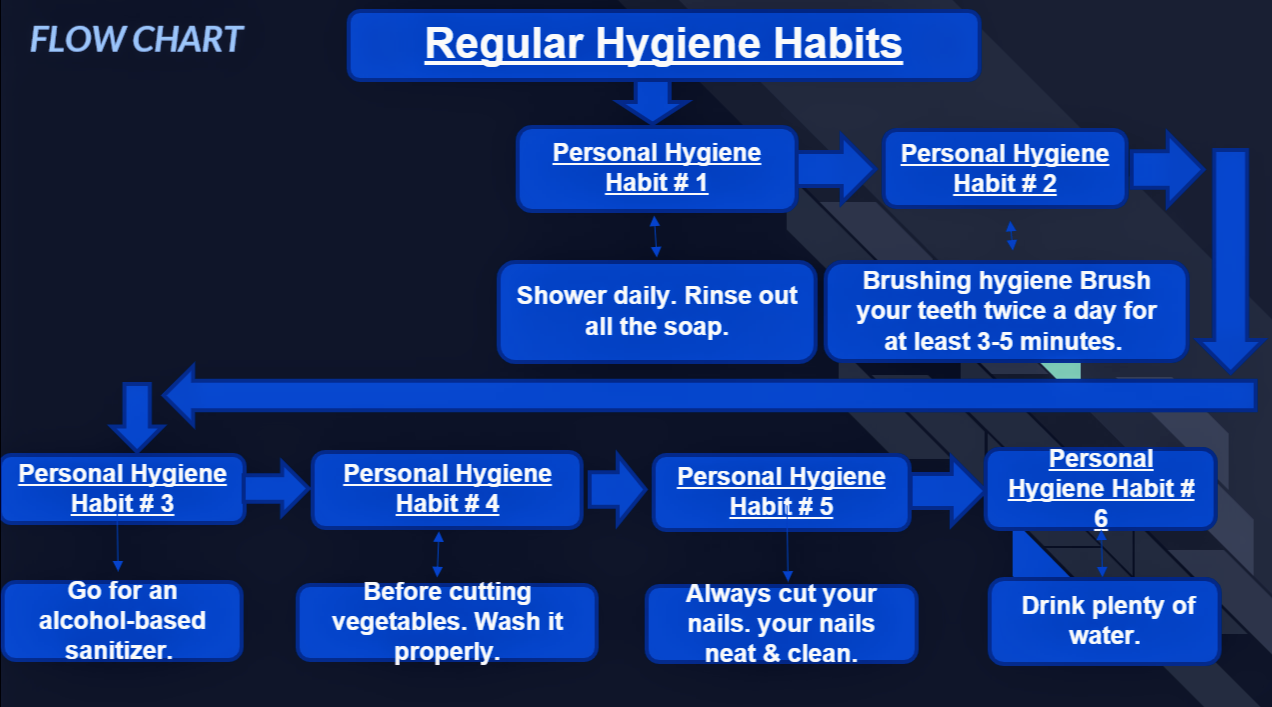 FLOW CHART
Regular Hygiene Habits
Personal Hygiene
Habit # 1
Personal Hygiene
Habit # 2
Shower daily. Rinse out
all the soap.
Brushing hygiene Brush
your teeth twice a day for
at least 3-5 minutes.
Personal Hygiene
Habit # 3
Personal Hygiene
Habit # 4
Personal Hygiene
Habit # 5
Personal
Hygiene Habit #
6
Go for an
alcohol-based
sanitizer.
Before cutting
vegetables. Wash it
properly.
Always cut your
nails. your nails
neat & clean.
Drink plenty of
water.